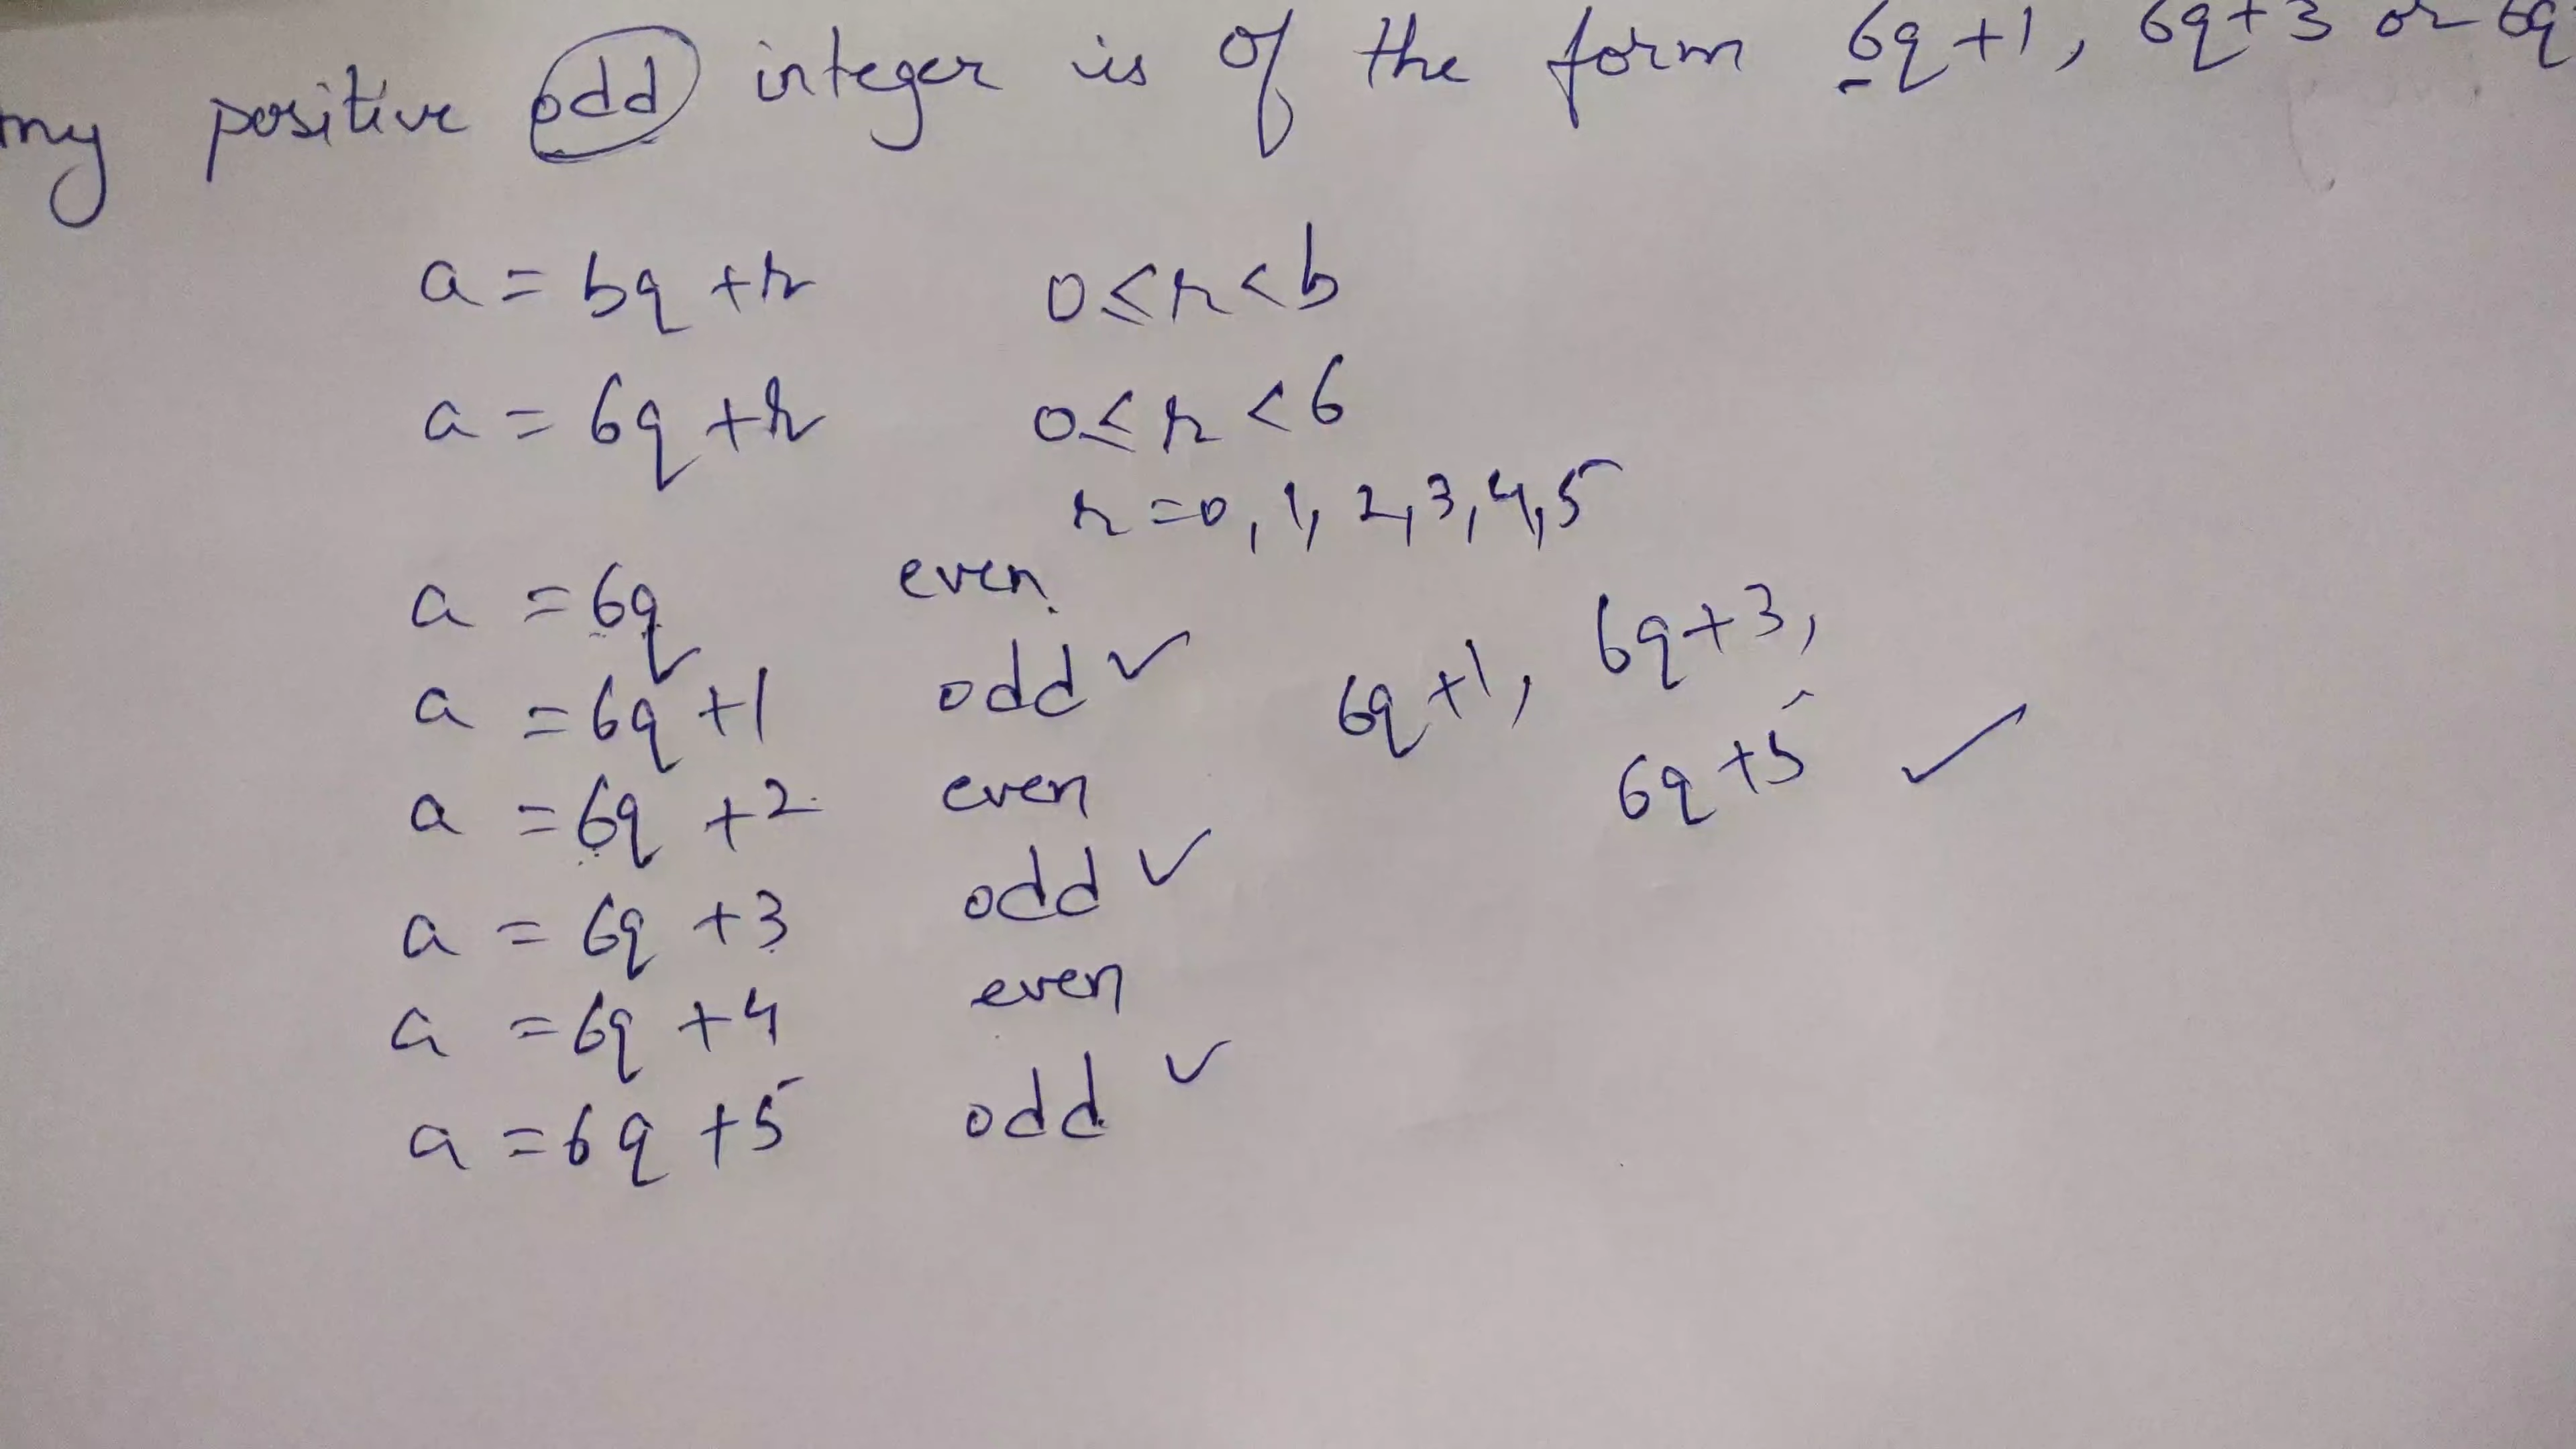 my positive odd integer is of the form 6q+1, 6q+3 or 6q
a = bq + r 0≤r<b
a = 6q + r 0≤r<6
r = 0, 1, 2, 3, 4, 5
a = 6q even.
a = 6q + 1 odd ✓ 6q+1, 6q+3,
a = 6q + 2 even 6q+5 ✓
a = 6q + 3 odd ✓
a = 6q + 4 even
a = 6q + 5 odd ✓